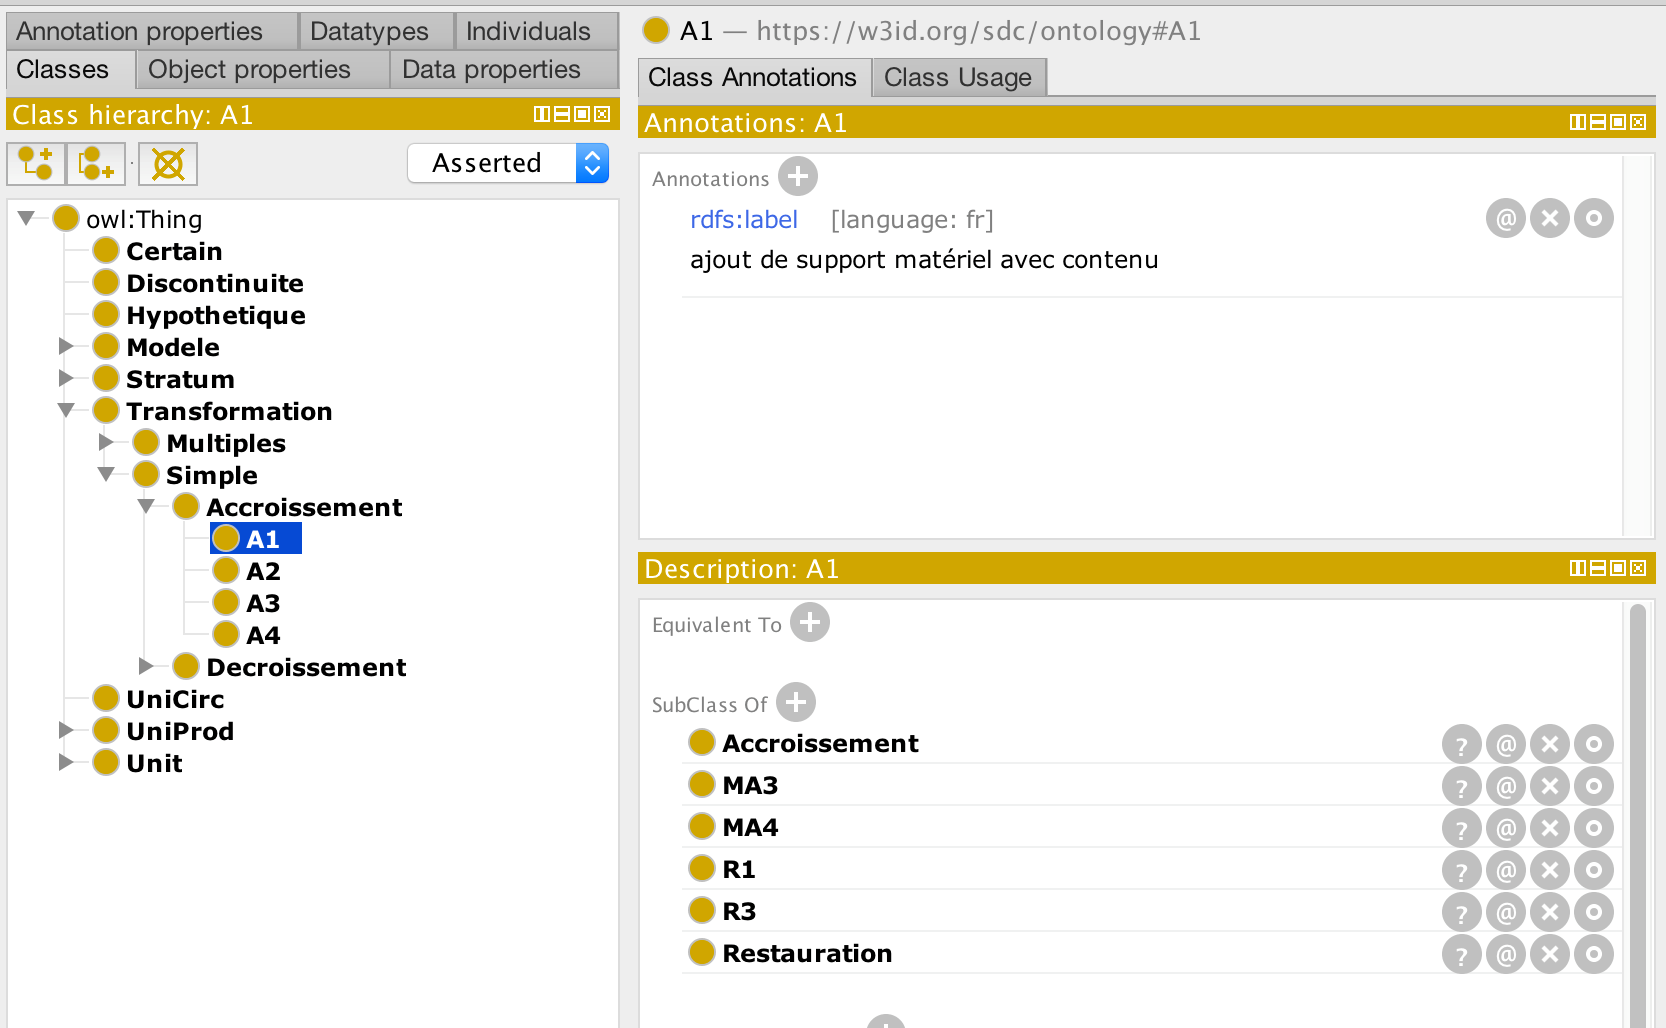 Annotation properties
Datatypes
Individuals
Classes
Object properties
Data properties
Class hierarchy: A1
Asserted
owl:Thing
Certain
Discontinuite
Hypothetique
Modele
Stratum
Transformation
Multiples
Simple
Accroissement
A1
A2
A3
A4
Decroissement
UniCirc
UniProd
Unit
A1 — https://w3id.org/sdc/ontology#A1
Class Annotations
Class Usage
Annotations: A1
Annotations
rdfs:label [language: fr]
ajout de support matériel avec contenu
Description: A1
Equivalent To
SubClass Of
Accroissement
MA3
MA4
R1
R3
Restauration